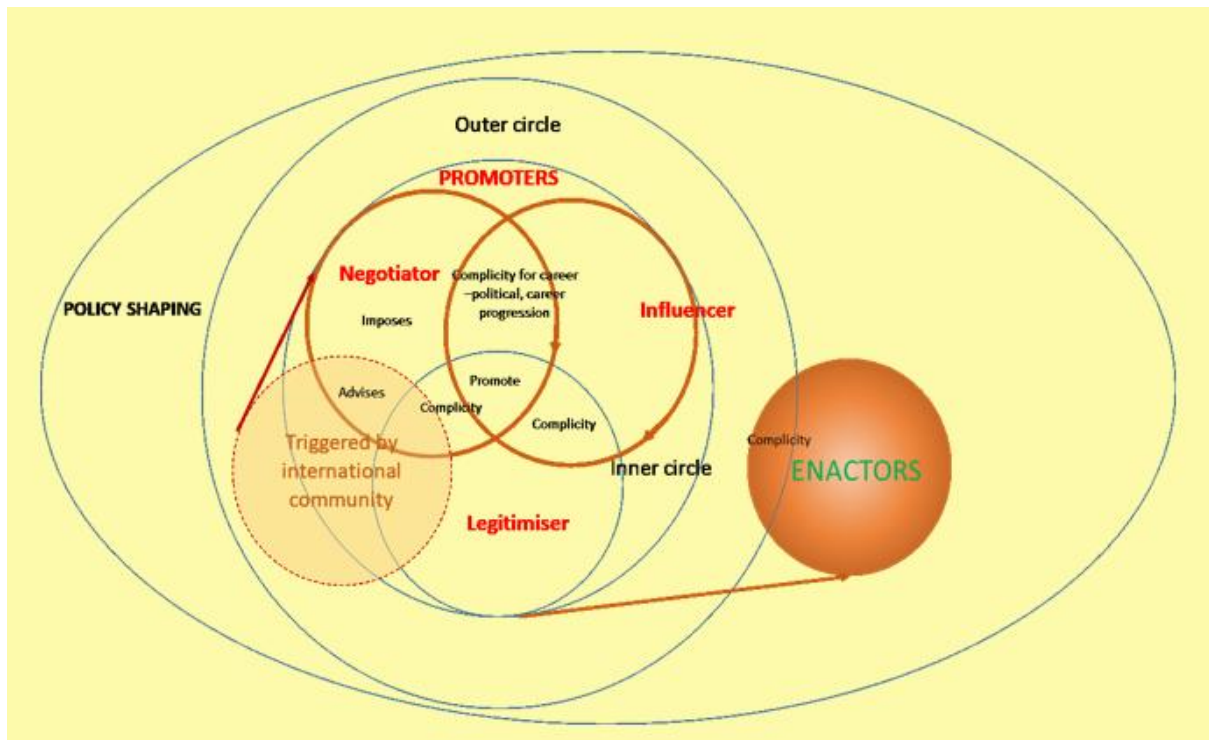 Outer circle
PROMOTERS
Negotiator
Complicity for career
–political, career
progression
POLICY SHAPING
Imposes
Influencer
Advises
Promote
Complicity
Complicity
Triggered by
international
community
Inner circle
Complicity
ENACTORS
Legitimiser